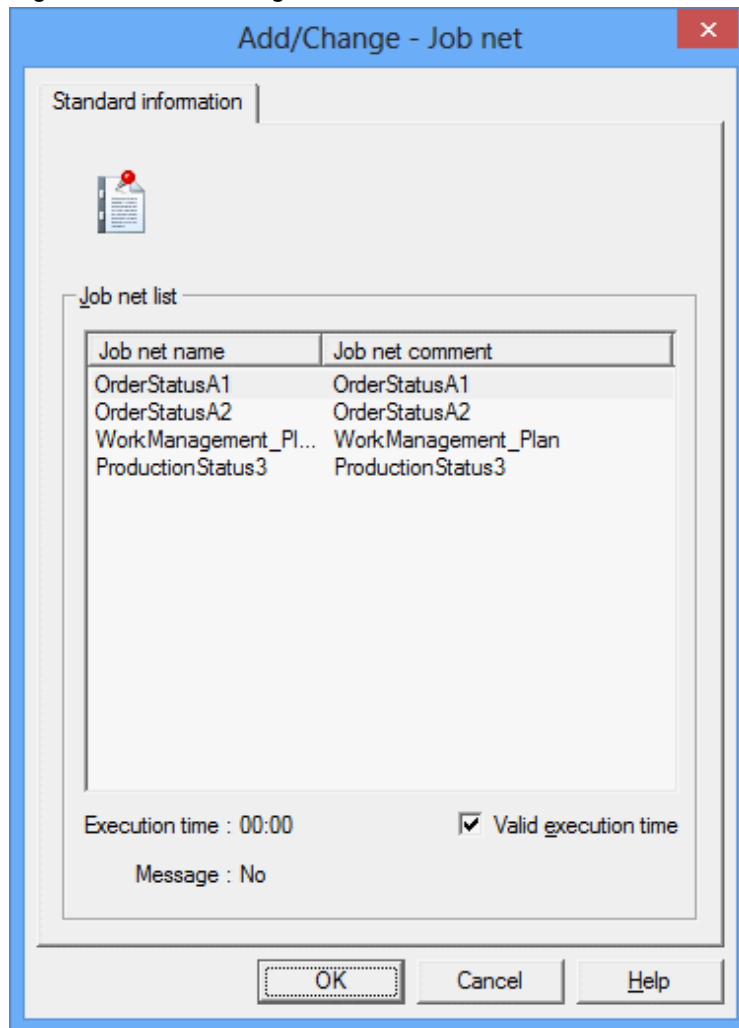 Add/Change - Job net
Standard information
Job net list
Job net name Job net comment
OrderStatusA1 OrderStatusA1
OrderStatusA2 OrderStatusA2
WorkManagement_Pl... WorkManagement_Plan
ProductionStatus3 ProductionStatus3
Execution time : 00:00 Valid execution time
Message : No
OK Cancel Help